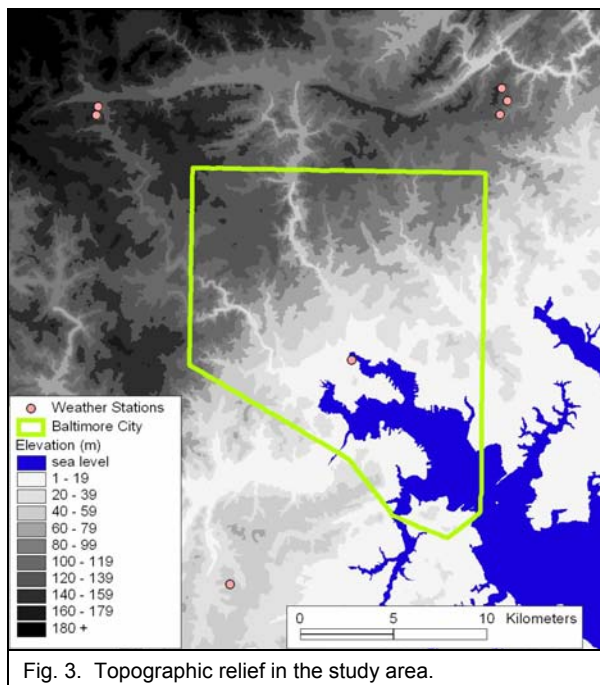 Weather Stations
Baltimore City
Elevation (m)
sea level
1 - 19
20 - 39
40 - 59
60 - 79
80 - 99
100 - 119
120 - 139
140 - 159
160 - 179
180 +
0 5 10 Kilometers
Fig. 3. Topographic relief in the study area.